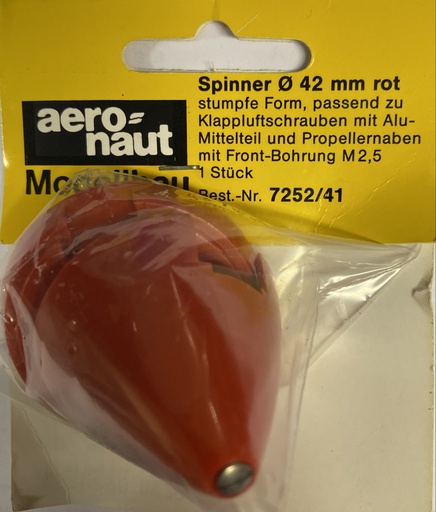 aero=
naut
Modellbau
Spinner Ø 42 mm rot
stumpfe Form, passend zu
Klappluftschrauben mit Alu-
Mittelteil und Propellernaben
mit Front-Bohrung M 2,5
1 Stück
Best.-Nr. 7252/41